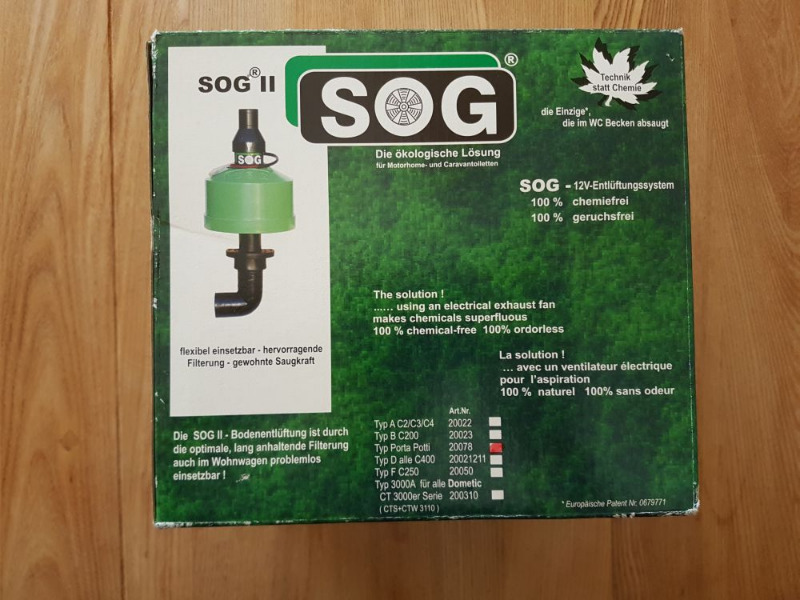 SOG® II
SOG®
Technik
statt Chemie
die Einzige*,
die im WC Becken absaugt
Die ökologische Lösung
für Motorhome- und Caravantoiletten
SOG
SOG - 12V-Entlüftungssystem
100 % chemiefrei
100 % geruchsfrei
The solution !
...... using an electrical exhaust fan
makes chemicals superfluous
100 % chemical-free 100% ordorless
flexibel einsetzbar - hervorragende
Filterung - gewohnte Saugkraft
La solution !
... avec un ventilateur électrique
pour l'aspiration
100 % naturel 100% sans odeur
Die SOG II - Bodenentlüftung ist durch
die optimale, lang anhaltende Filterung
auch im Wohnwagen problemlos
einsetzbar !
Art.Nr.
Typ A C2/C3/C4 20022
Typ B C200 20023
Typ Porta Potti 20078
Typ D alle C400 20021211
Typ F C250 20050
Typ 3000A für alle Dometic
CT 3000er Serie 200310
( CTS+CTW 3110 )
* Europäische Patent Nr. 0679771